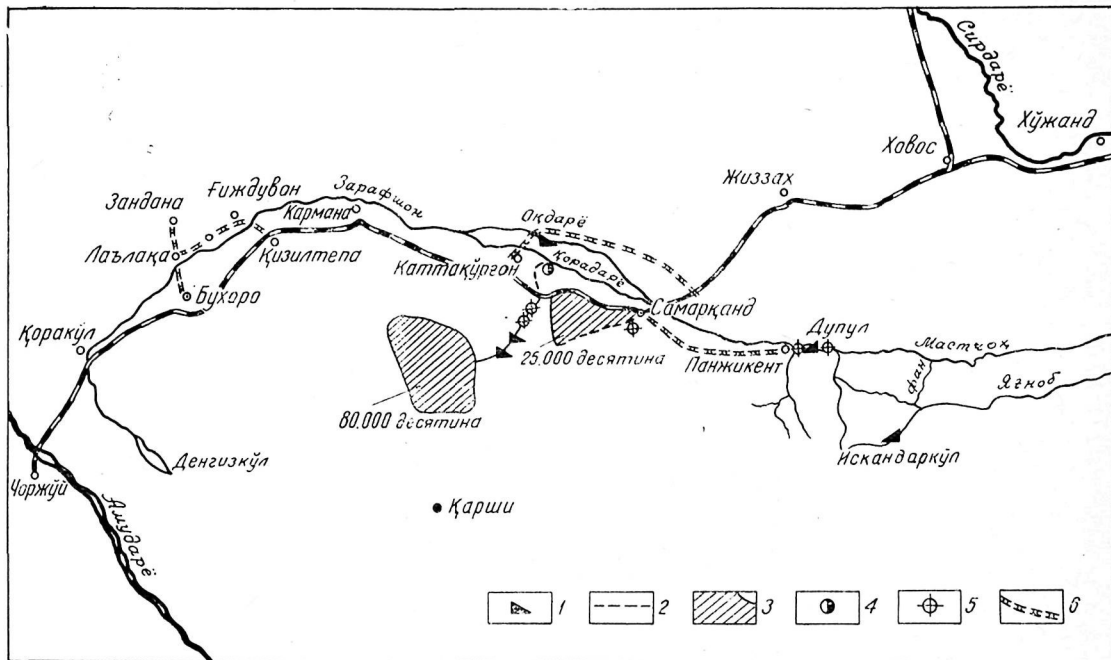 Сирдарё
Хўжанд
Ховос
Жиззах
Ғиждувон
Зарафшон
Зандана
Кармана
Оқдарё
Лаълақа
Қизилтепа
Каттақўрғон
Қорадарё
Бухоро
Самарқанд
Қоракўл
Дупул
Мастчоҳ
25.000 десятина
Панжикент
Фан
Яғноб
80.000 десятина
Денгизкўл
Искандаркўл
Чоржўй
Амударё
Қарши
1 2 3 4 5 6